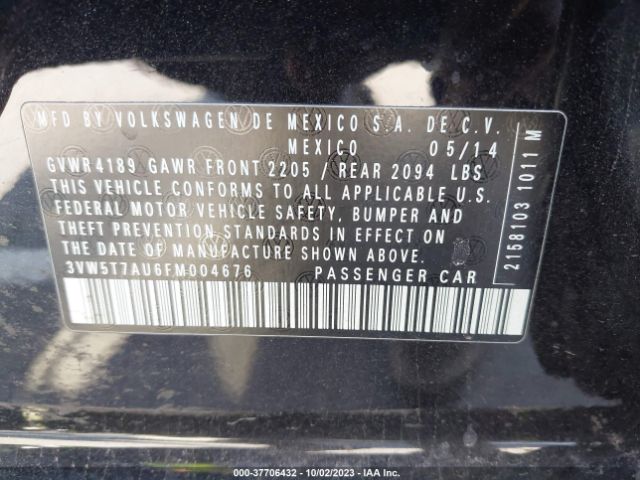 MFD BY VOLKSWAGEN DE MEXICO S.A. DE C.V.
MEXICO 05/14
GVWR 4189 GAWR FRONT 2205 / REAR 2094 LBS
THIS VEHICLE CONFORMS TO ALL APPLICABLE U.S.
FEDERAL MOTOR VEHICLE SAFETY, BUMPER AND
THEFT PREVENTION STANDARDS IN EFFECT ON
THE DATE OF MANUFACTURE SHOWN ABOVE.
3VW5T7AU6FM004676 PASSENGER CAR
2158103 1011 M
000-37706432 - 10/02/2023 - IAA Inc.